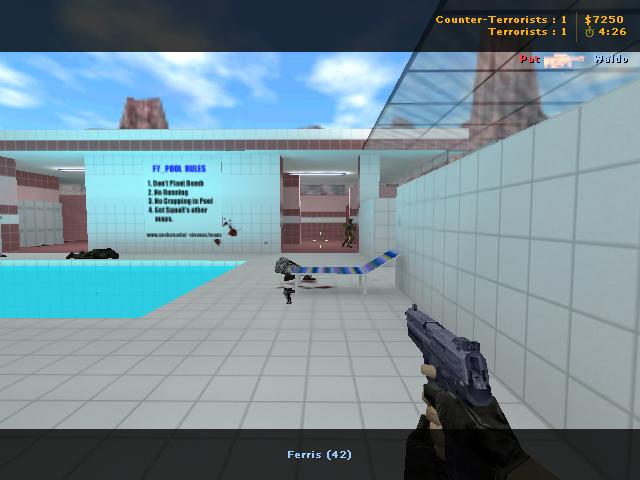 Counter-Terrorists : 1 $7250
Terrorists : 1 4:26
Pat Waldo
FY_POOL RULES
1. Don't Plant Bomb
2. No Running
3. No Crapping in Pool
4. Get Squall's other
maps.
Ferris (42)